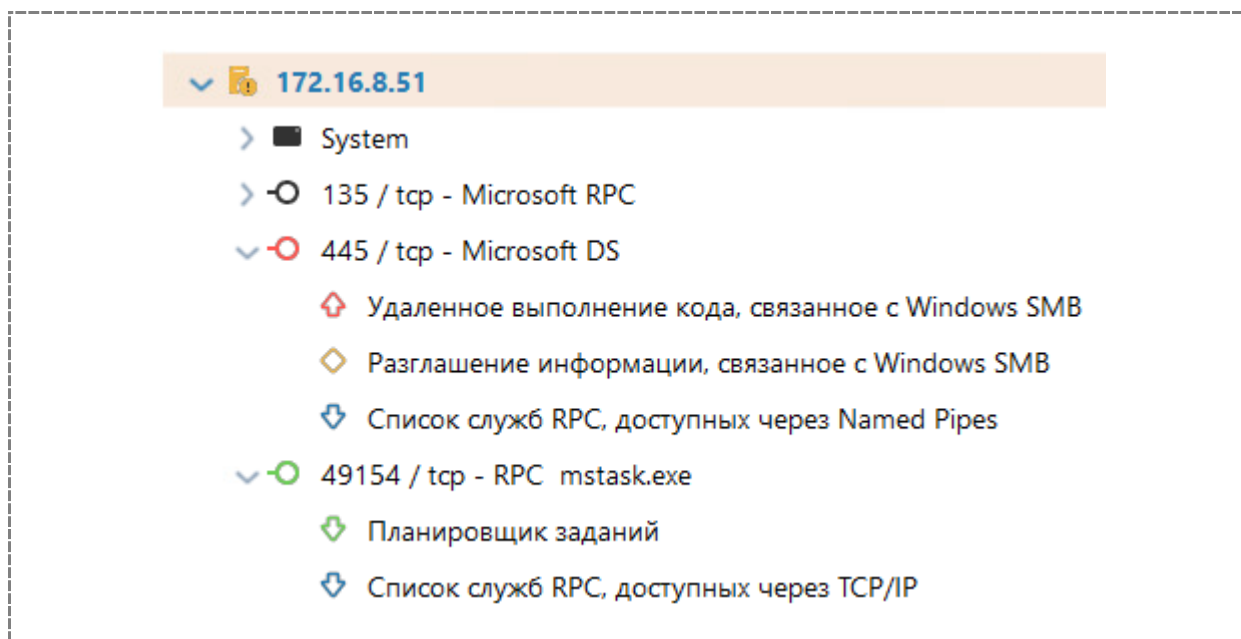 172.16.8.51
System
135 / tcp - Microsoft RPC
445 / tcp - Microsoft DS
Удаленное выполнение кода, связанное с Windows SMB
Разглашение информации, связанное с Windows SMB
Список служб RPC, доступных через Named Pipes
49154 / tcp - RPC mstask.exe
Планировщик заданий
Список служб RPC, доступных через TCP/IP